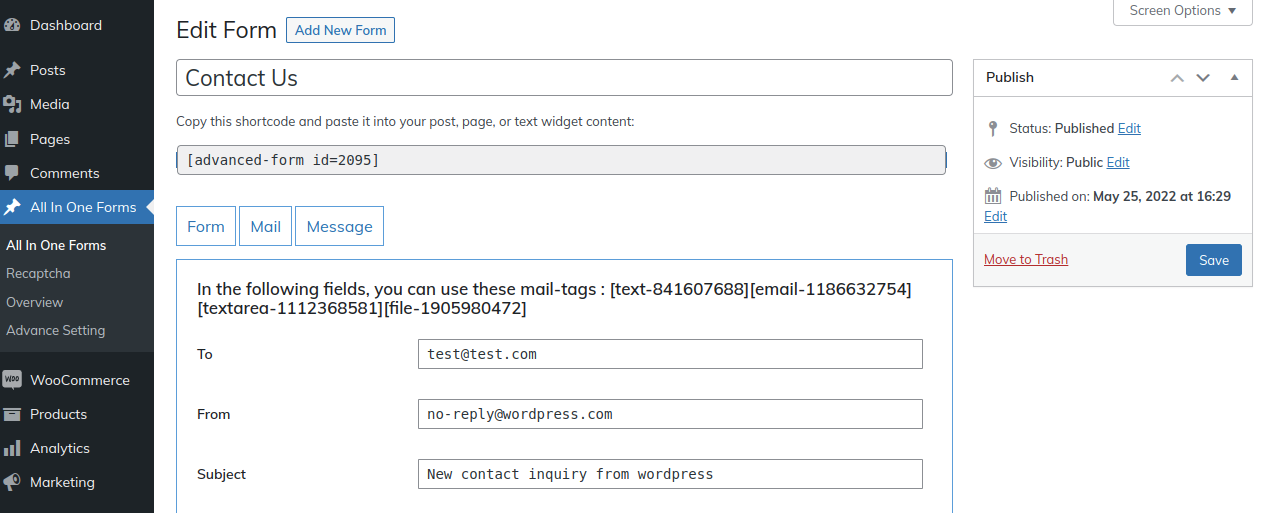 Dashboard
Posts
Media
Pages
Comments
All In One Forms
All In One Forms
Recaptcha
Overview
Advance Setting
WOO WooCommerce
Products
Analytics
Marketing
Screen Options
Edit Form Add New Form
Contact Us
Copy this shortcode and paste it into your post, page, or text widget content:
[advanced-form id=2095]
Form Mail Message
In the following fields, you can use these mail-tags : [text-841607688][email-1186632754]
[textarea-1112368581][file-1905980472]
To test@test.com
From no-reply@wordpress.com
Subject New contact inquiry from wordpress
Publish
Status: Published Edit
Visibility: Public Edit
Published on: May 25, 2022 at 16:29
Edit
Move to Trash Save